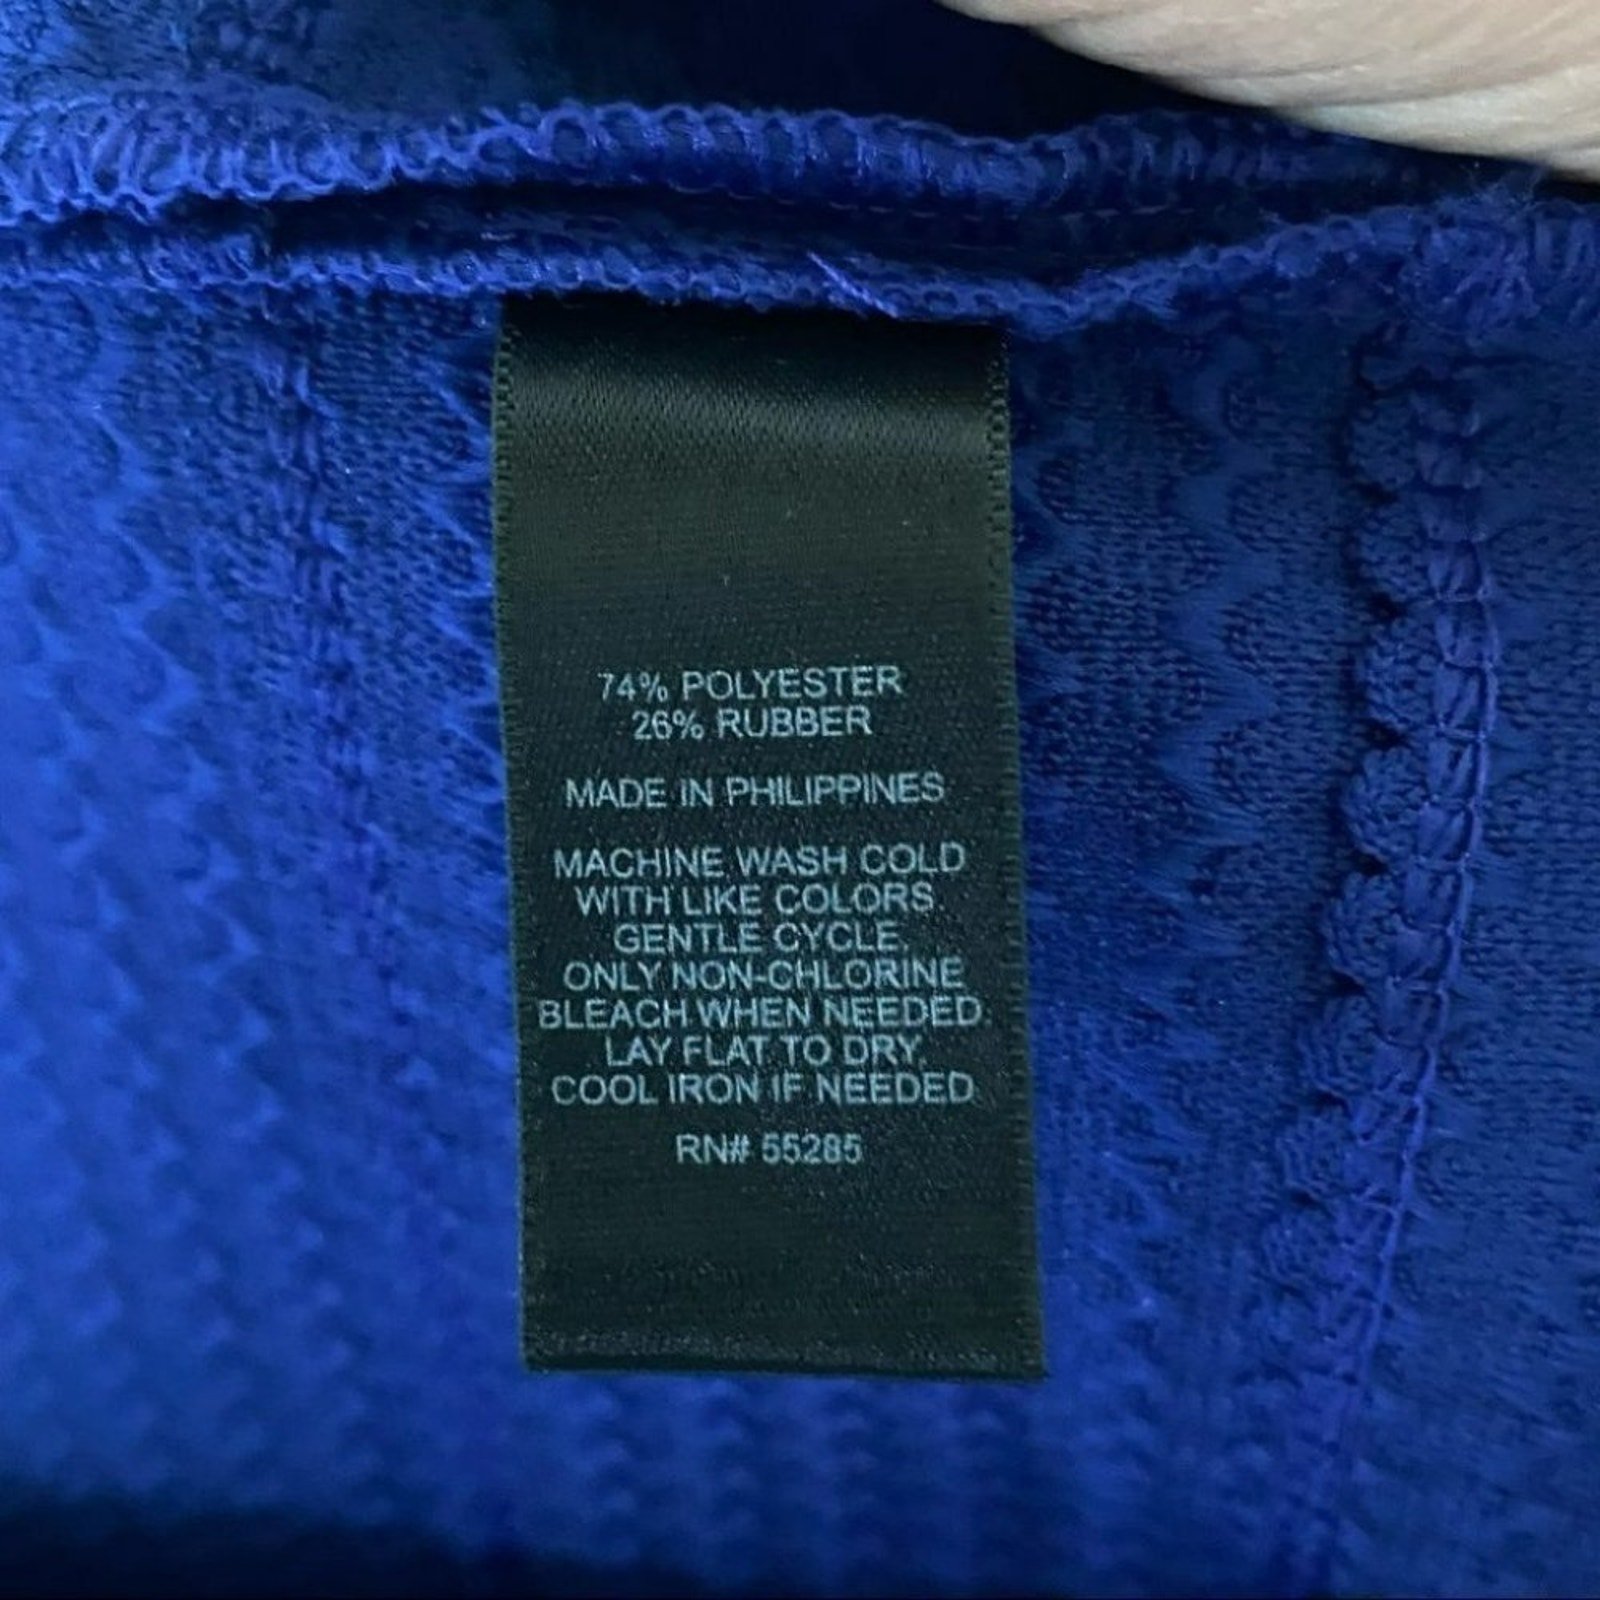 74% POLYESTER
26% RUBBER
MADE IN PHILIPPINES
MACHINE WASH COLD
WITH LIKE COLORS.
GENTLE CYCLE.
ONLY NON-CHLORINE
BLEACH WHEN NEEDED.
LAY FLAT TO DRY.
COOL IRON IF NEEDED
RN# 55285